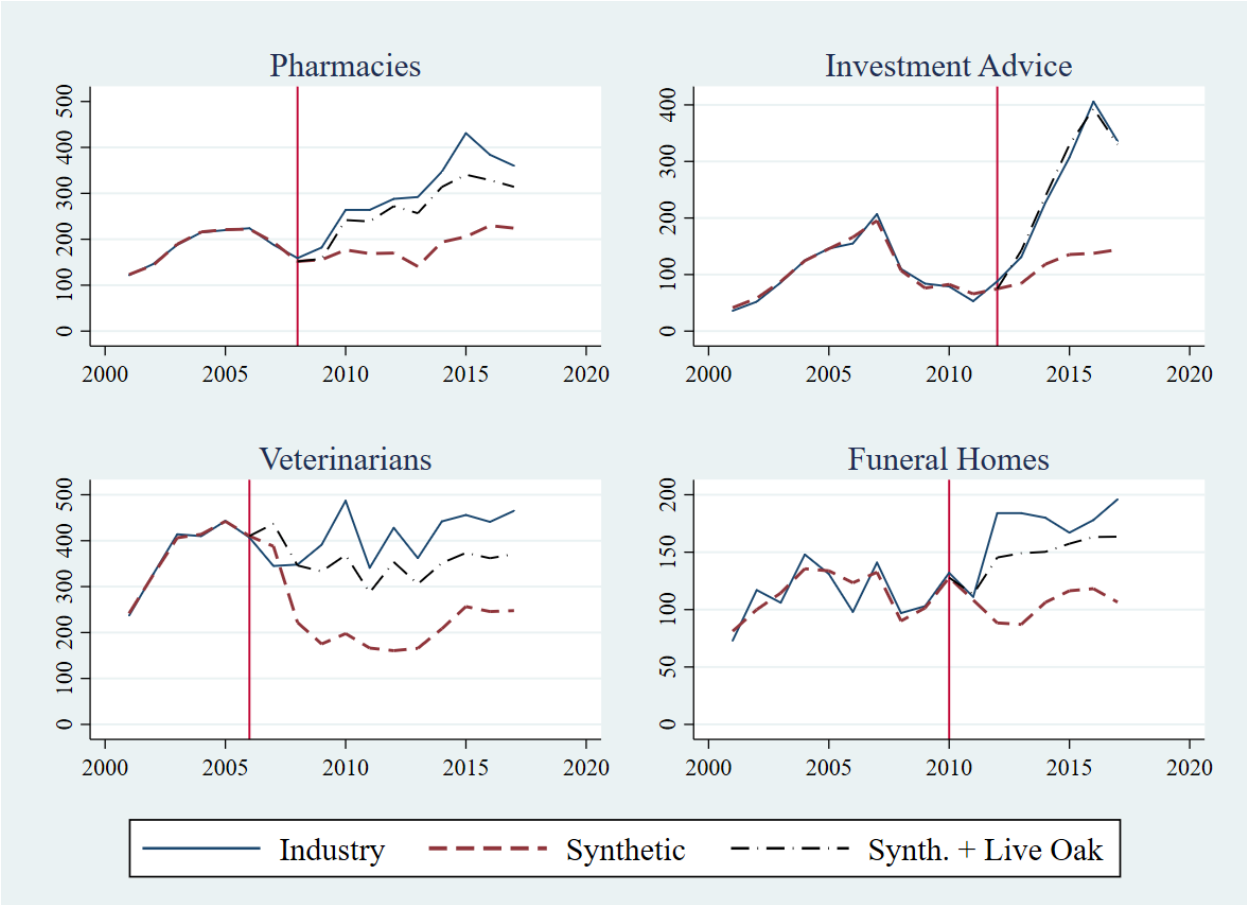 Pharmacies
500
400
300
200
100
0
2000 2005 2010 2015 2020
Investment Advice
400
300
200
100
0
2000 2005 2010 2015 2020
Veterinarians
500
400
300
200
100
0
2000 2005 2010 2015 2020
Funeral Homes
200
150
100
50
0
2000 2005 2010 2015 2020
Industry Synthetic Synth. + Live Oak